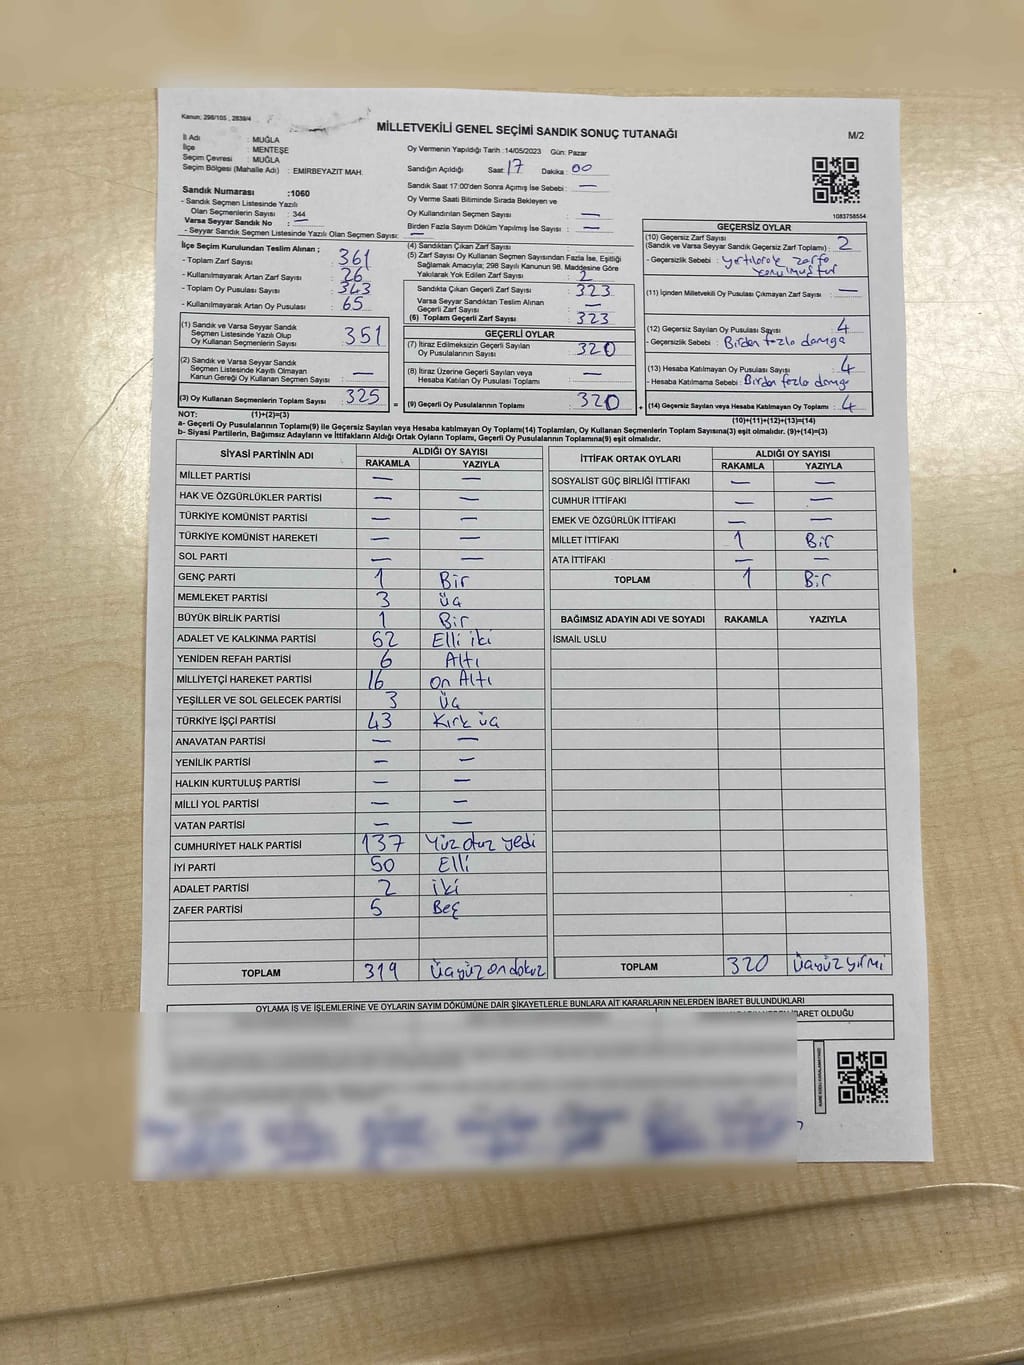 Kanun: 298/105 , 2839/4
MİLLETVEKİLİ GENEL SEÇİMİ SANDIK SONUÇ TUTANAĞI
M/2
İl Adı : MUĞLA
İlçe : MENTEŞE
Seçim Çevresi : MUĞLA
Seçim Bölgesi (Mahalle Adı) : EMİRBEYAZIT MAH.
Oy Vermenin Yapıldığı Tarih :14/05/2023 Gün: Pazar
Sandığın Açıldığı Saat: 17 Dakika : 00
Sandık Saat 17:00'den Sonra Açılmış İse Sebebi : —
Oy Verme Saati Bitiminde Sırada Bekleyen ve
Oy Kullandırılan Seçmen Sayısı : —
Birden Fazla Sayım Döküm Yapılmış İse Sayısı : —
1083758554
Sandık Numarası :1060
- Sandık Seçmen Listesinde Yazılı
Olan Seçmenlerin Sayısı : 344
Varsa Seyyar Sandık No : —
- Seyyar Sandık Seçmen Listesinde Yazılı Olan Seçmen Sayısı: —
İlçe Seçim Kurulundan Teslim Alınan ;
- Toplam Zarf Sayısı : 361
- Kullanılmayarak Artan Zarf Sayısı : 26
- Toplam Oy Pusulası Sayısı : 343
- Kullanılmayarak Artan Oy Pusulası : 65
(1) Sandık ve Varsa Seyyar Sandık
Seçmen Listesinde Yazılı Olup
Oy Kullanan Seçmenlerin Sayısı : 351
(2) Sandık ve Varsa Seyyar Sandık
Seçmen Listesinde Kayıtlı Olmayan
Kanun Gereği Oy Kullanan Seçmen Sayısı : —
(3) Oy Kullanan Seçmenlerin Toplam Sayısı : 325
(4) Sandıktan Çıkan Zarf Sayısı :
(5) Zarf Sayısı Oy Kullanan Seçmen Sayısından Fazla İse, Eşitliği
Sağlamak Amacıyla; 298 Sayılı Kanunun 98. Maddesine Göre
Yakılarak Yok Edilen Zarf Sayısı : 2
Sandıkta Çıkan Geçerli Zarf Sayısı : 323
Varsa Seyyar Sandıktan Teslim Alınan
Geçerli Zarf Sayısı : —
(6) Toplam Geçerli Zarf Sayısı : 323
GEÇERLİ OYLAR
(7) İtiraz Edilmeksizin Geçerli Sayılan
Oy Pusulalarının Sayısı : 320
(8) İtiraz Üzerine Geçerli Sayılan veya
Hesaba Katılan Oy Pusulası Toplamı : —
= (9) Geçerli Oy Pusulalarının Toplamı : 320
GEÇERSİZ OYLAR
(10) Geçersiz Zarf Sayısı
(Sandık ve Varsa Seyyar Sandık Geçersiz Zarf Toplamı) : 2
- Geçersizlik Sebebi : yırtılarak zarfa
konulmuştur
(11) İçinden Milletvekili Oy Pusulası Çıkmayan Zarf Sayısı : —
(12) Geçersiz Sayılan Oy Pusulası Sayısı : 4
- Geçersizlik Sebebi : Birden fazla damga
(13) Hesaba Katılmayan Oy Pusulası Sayısı : 4
- Hesaba Katılmama Sebebi : Birden fazla damga
+ (14) Geçersiz Sayılan veya Hesaba Katılmayan Oy Toplamı : 4
NOT: (1)+(2)=(3)
(10)+(11)+(12)+(13)=(14)
a- Geçerli Oy Pusulalarının Toplamı(9) ile Geçersiz Sayılan veya Hesaba katılmayan Oy Toplamı(14) Toplamları, Oy Kullanan Seçmenlerin Toplam Sayısına(3) eşit olmalıdır. (9)+(14)=(3)
b- Siyasi Partilerin, Bağımsız Adayların ve İttifakların Aldığı Ortak Oyların Toplamı, Geçerli Oy Pusulalarının Toplamına(9) eşit olmalıdır.
SİYASİ PARTİNİN ADI ALDIĞI OY SAYISI
RAKAMLA YAZIYLA
MİLLET PARTİSİ — —
HAK VE ÖZGÜRLÜKLER PARTİSİ — —
TÜRKİYE KOMÜNİST PARTİSİ — —
TÜRKİYE KOMÜNİST HAREKETİ — —
SOL PARTİ — —
GENÇ PARTİ 1 Bir
MEMLEKET PARTİSİ 3 üç
BÜYÜK BİRLİK PARTİSİ 1 Bir
ADALET VE KALKINMA PARTİSİ 52 Elli iki
YENİDEN REFAH PARTİSİ 6 Altı
MİLLİYETÇİ HAREKET PARTİSİ 16 on Altı
YEŞİLLER VE SOL GELECEK PARTİSİ 3 üç
TÜRKİYE İŞÇİ PARTİSİ 43 Kırk üç
ANAVATAN PARTİSİ — —
YENİLİK PARTİSİ — —
HALKIN KURTULUŞ PARTİSİ — —
MİLLİ YOL PARTİSİ — —
VATAN PARTİSİ — —
CUMHURİYET HALK PARTİSİ 137 Yüz otuz yedi
İYİ PARTİ 50 Elli
ADALET PARTİSİ 2 iki
ZAFER PARTİSİ 5 Beş
TOPLAM 319 üçyüz on dokuz
İTTİFAK ORTAK OYLARI ALDIĞI OY SAYISI
RAKAMLA YAZIYLA
SOSYALİST GÜÇ BİRLİĞİ İTTİFAKI — —
CUMHUR İTTİFAKI — —
EMEK VE ÖZGÜRLÜK İTTİFAKI — —
MİLLET İTTİFAKI 1 Bir
ATA İTTİFAKI — —
TOPLAM 1 Bir
BAĞIMSIZ ADAYIN ADI VE SOYADI RAKAMLA YAZIYLA
İSMAİL USLU
TOPLAM 320 üçyüz yirmi
OYLAMA İŞ VE İŞLEMLERİNE VE OYLARIN SAYIM DÖKÜMÜNE DAİR ŞİKAYETLERLE BUNLARA AİT KARARLARIN NELERDEN İBARET BULUNDUKLARI
İBARET OLDUĞU